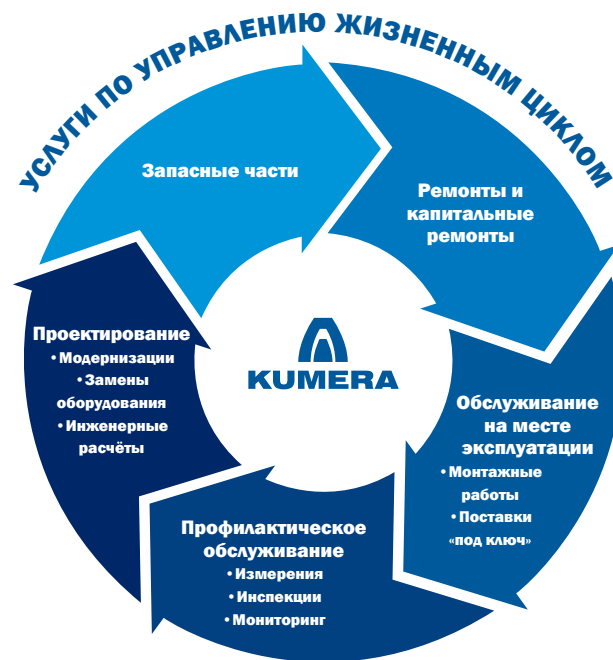 УСЛУГИ ПО УПРАВЛЕНИЮ ЖИЗНЕННЫМ ЦИКЛОМ
Запасные части
Ремонты и
капитальные
ремонты
Обслуживание
на месте
эксплуатации
• Монтажные
работы
• Поставки
«под ключ»
Профилактическое
обслуживание
• Измерения
• Инспекции
• Мониторинг
Проектирование
• Модернизации
• Замены
оборудования
• Инженерные
расчёты
KUMERA